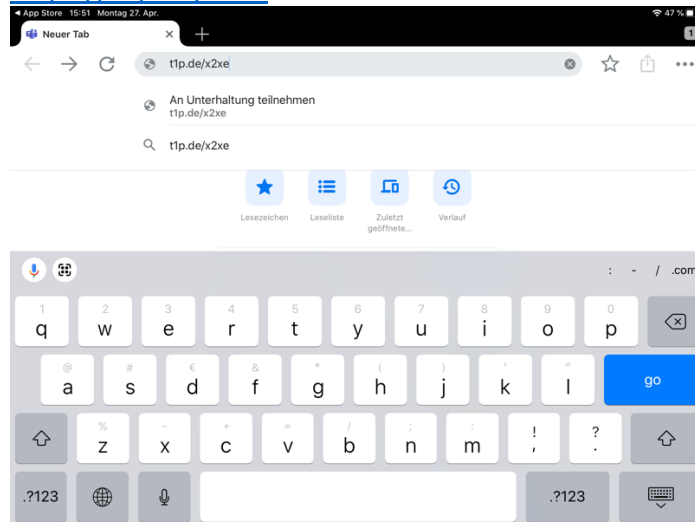 App Store 15:51 Montag 27. Apr. 47 %
Neuer Tab
1
t1p.de/x2xe
An Unterhaltung teilnehmen
t1p.de/x2xe
t1p.de/x2xe
Lesezeichen Leseliste Zuletzt geöffnete... Verlauf
: - / .com
1 2 3 4 5 6 7 8 9 0
q w e r t y u i o p
@ # € & * ( ) ' "
a s d f g h j k l go
% - + = / ; : ! ?
z x c v b n m , .
.?123 .?123